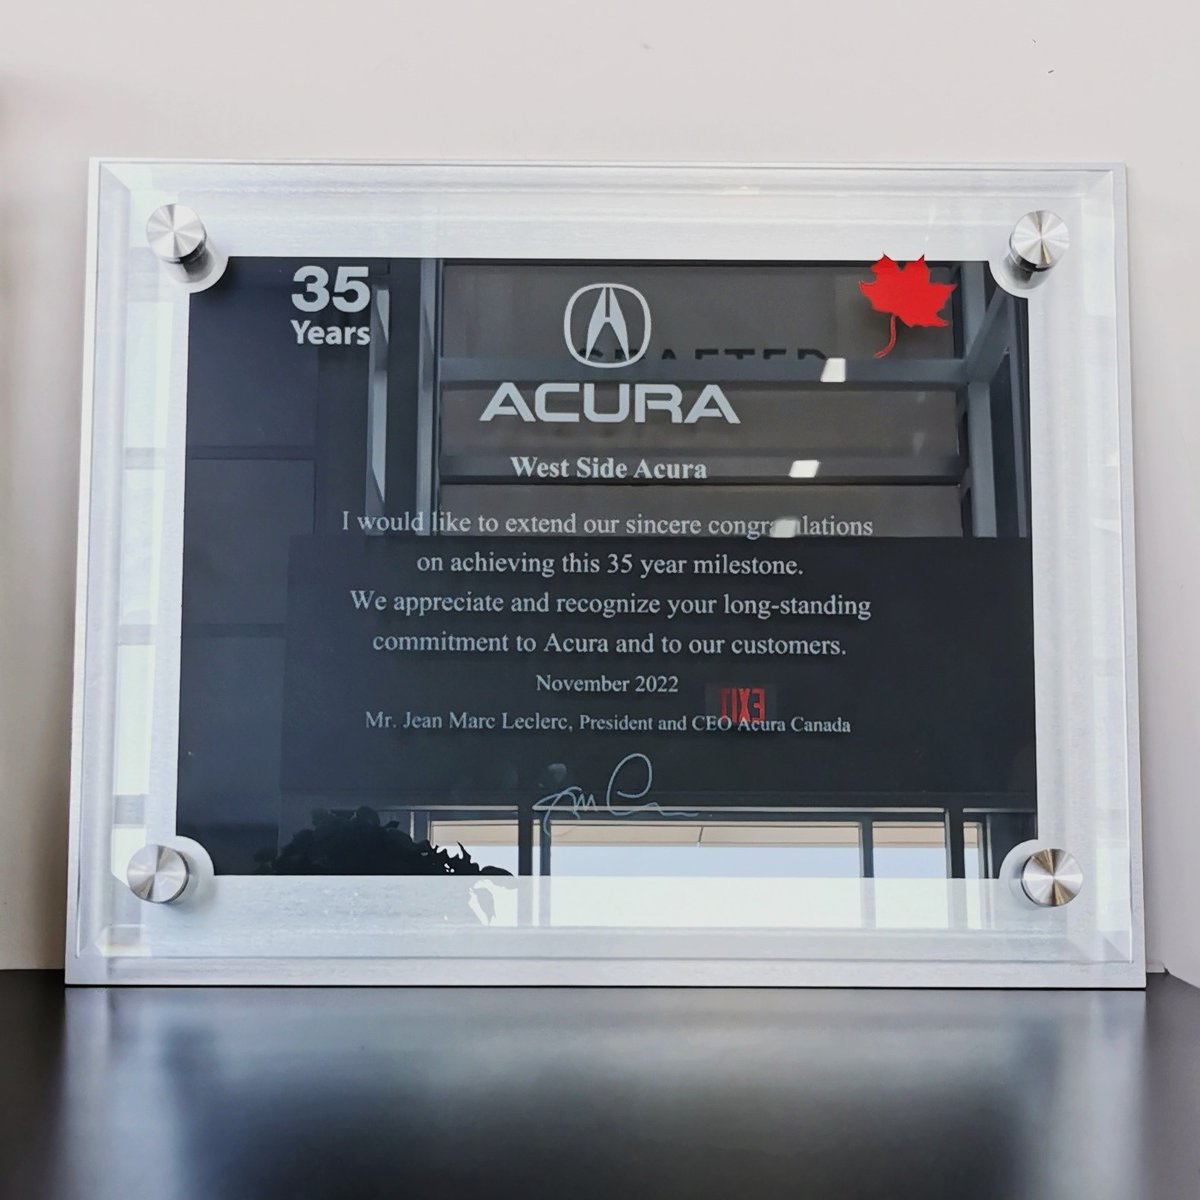 35
Years
ACURA
West Side Acura
I would like to extend our sincere congratulations
on achieving this 35 year milestone.
We appreciate and recognize your long-standing
commitment to Acura and to our customers.
November 2022
EXIT
Mr. Jean Marc Leclerc, President and CEO Acura Canada